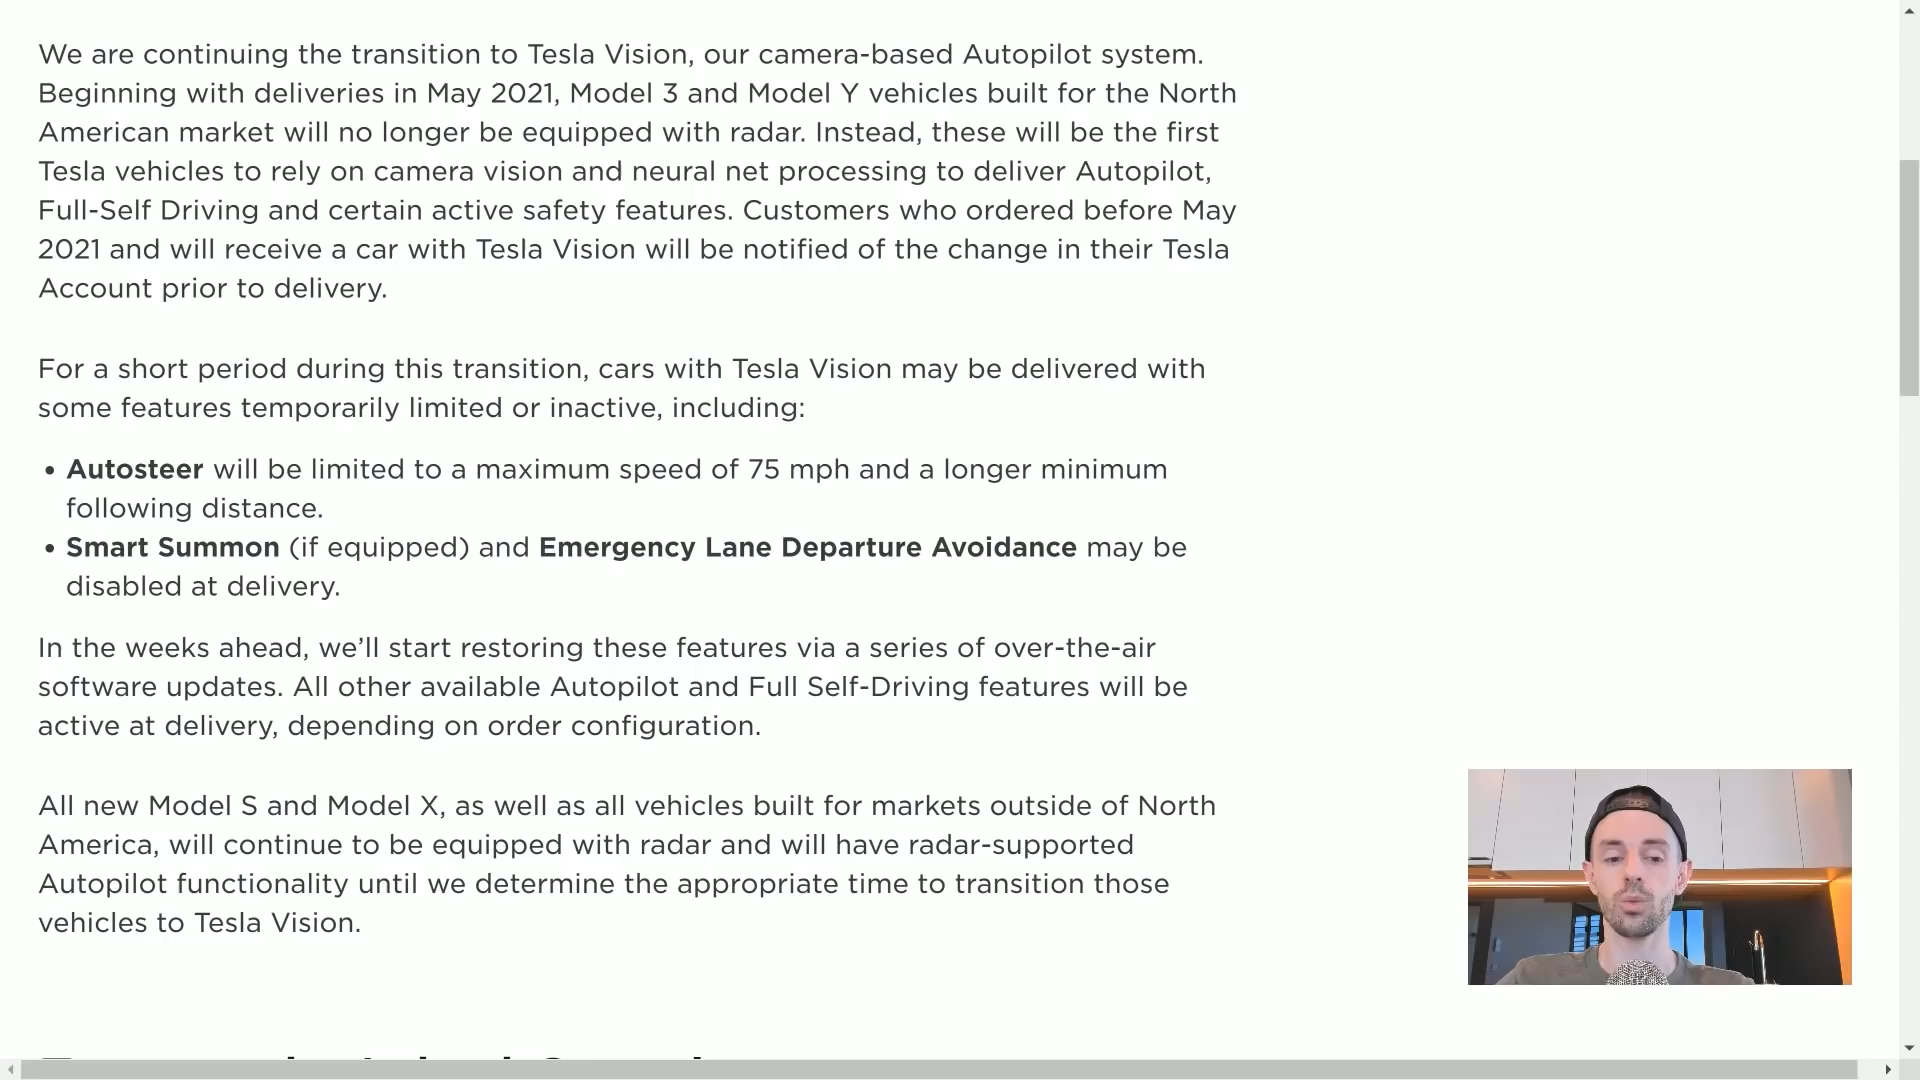 We are continuing the transition to Tesla Vision, our camera-based Autopilot system.
Beginning with deliveries in May 2021, Model 3 and Model Y vehicles built for the North
American market will no longer be equipped with radar. Instead, these will be the first
Tesla vehicles to rely on camera vision and neural net processing to deliver Autopilot,
Full-Self Driving and certain active safety features. Customers who ordered before May
2021 and will receive a car with Tesla Vision will be notified of the change in their Tesla
Account prior to delivery.
For a short period during this transition, cars with Tesla Vision may be delivered with
some features temporarily limited or inactive, including:
• Autosteer will be limited to a maximum speed of 75 mph and a longer minimum
following distance.
• Smart Summon (if equipped) and Emergency Lane Departure Avoidance may be
disabled at delivery.
In the weeks ahead, we’ll start restoring these features via a series of over-the-air
software updates. All other available Autopilot and Full Self-Driving features will be
active at delivery, depending on order configuration.
All new Model S and Model X, as well as all vehicles built for markets outside of North
America, will continue to be equipped with radar and will have radar-supported
Autopilot functionality until we determine the appropriate time to transition those
vehicles to Tesla Vision.